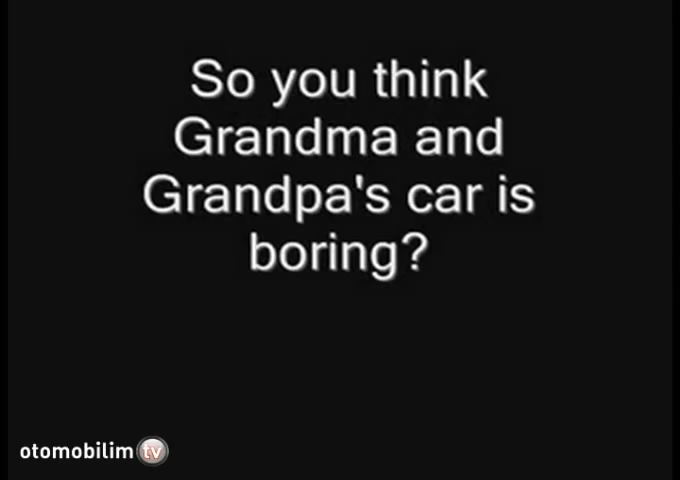 So you think
Grandma and
Grandpa's car is
boring?
otomobilim tv